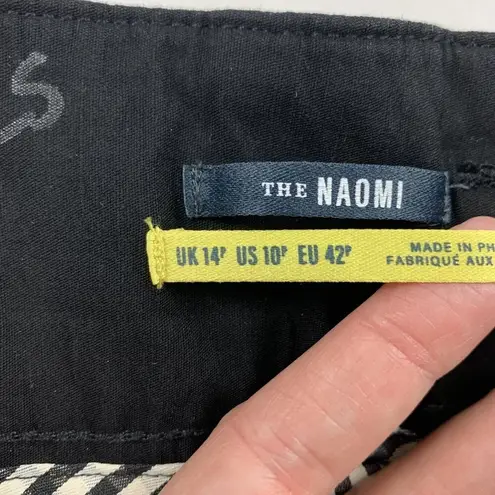 S
THE NAOMI
UK 14P US 10P EU 42P
MADE IN PH
FABRIQUÉ AUX